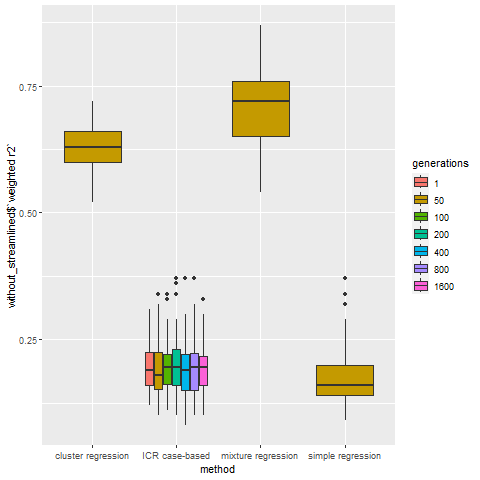 without_streamlined$`weighted r2`
0.75
0.50
0.25
cluster regression
ICR case-based
mixture regression
simple regression
method
generations
1
50
100
200
400
800
1600